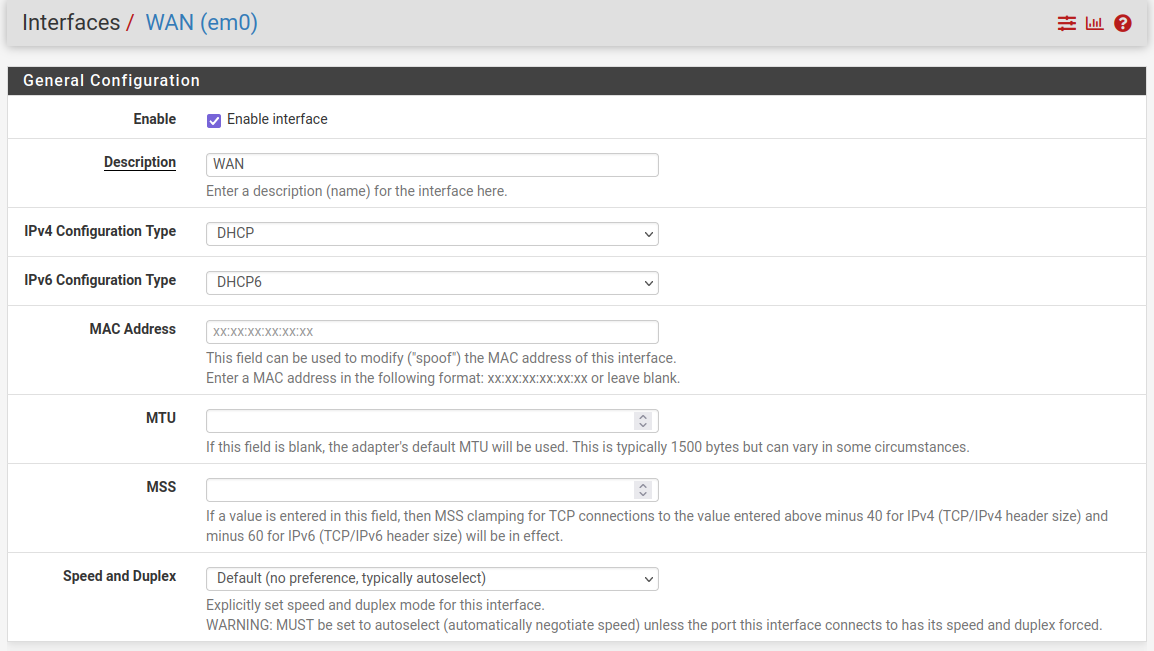 Interfaces / WAN (em0)
General Configuration
Enable
Enable interface
Description
WAN
Enter a description (name) for the interface here.
IPv4 Configuration Type
DHCP
IPv6 Configuration Type
DHCP6
MAC Address
xx:xx:xx:xx:xx:xx
This field can be used to modify ("spoof") the MAC address of this interface.
Enter a MAC address in the following format: xx:xx:xx:xx:xx:xx or leave blank.
MTU
If this field is blank, the adapter's default MTU will be used. This is typically 1500 bytes but can vary in some circumstances.
MSS
If a value is entered in this field, then MSS clamping for TCP connections to the value entered above minus 40 for IPv4 (TCP/IPv4 header size) and
minus 60 for IPv6 (TCP/IPv6 header size) will be in effect.
Speed and Duplex
Default (no preference, typically autoselect)
Explicitly set speed and duplex mode for this interface.
WARNING: MUST be set to autoselect (automatically negotiate speed) unless the port this interface connects to has its speed and duplex forced.